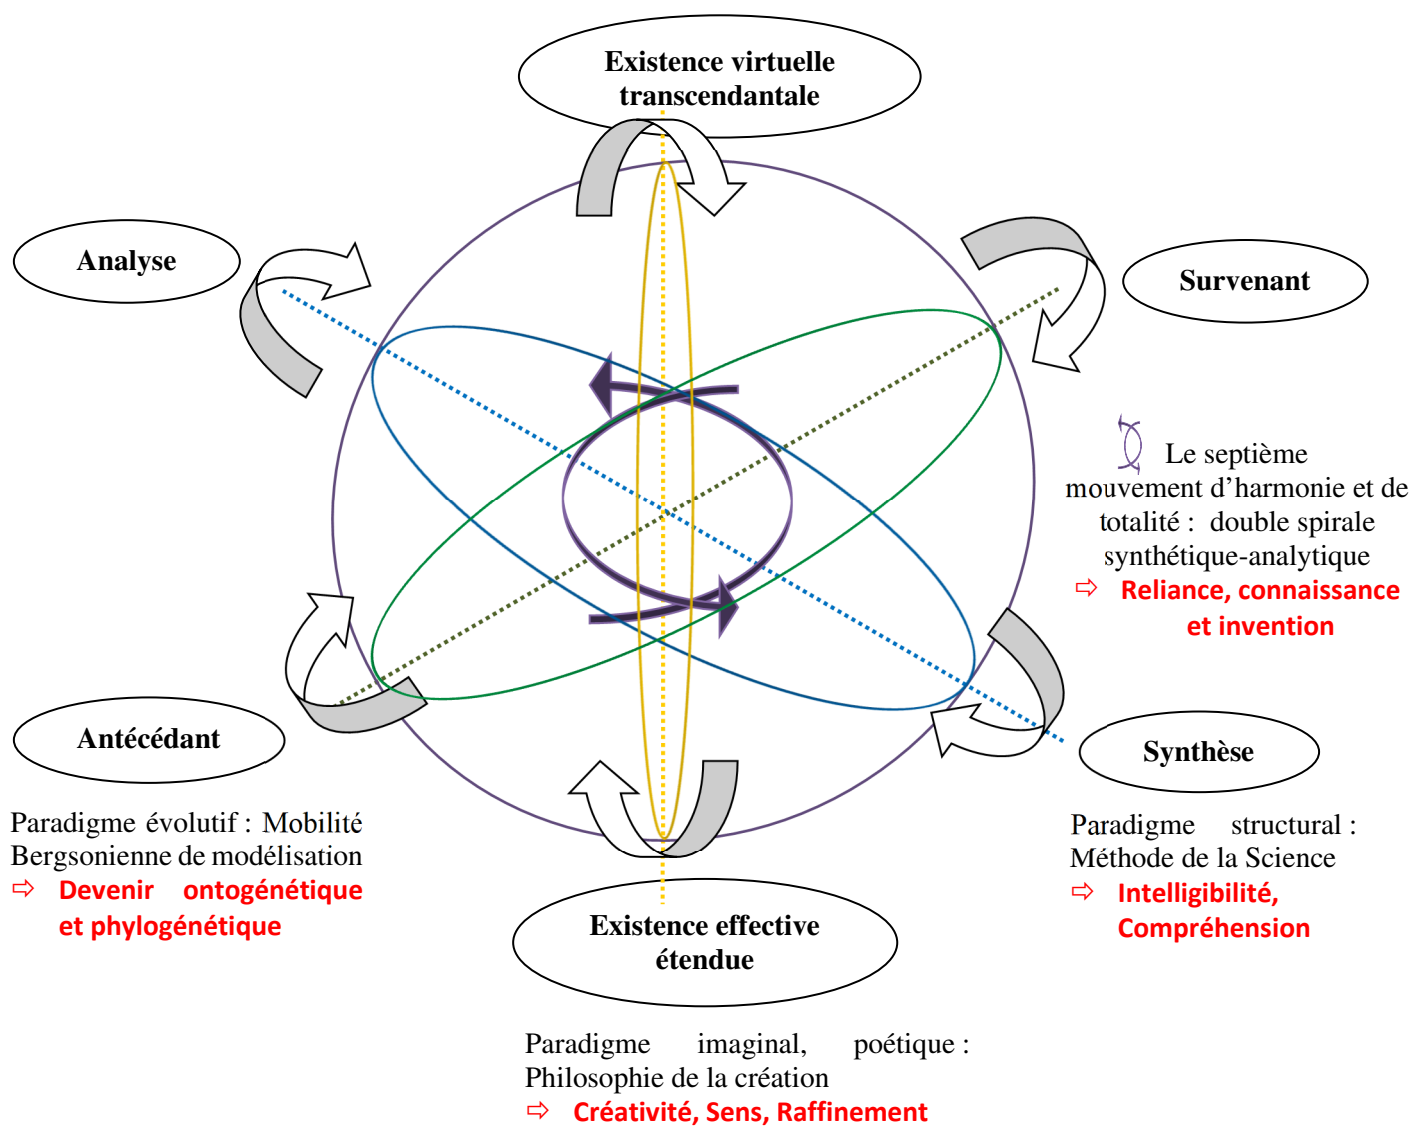 Existence virtuelle
transcendantale
Analyse
Survenant
Le septième
mouvement d’harmonie et de
totalité : double spirale
synthétique-analytique
⇨ Reliance, connaissance
et invention
Antécédant
Synthèse
Paradigme évolutif : Mobilité
Bergsonienne de modélisation
⇨ Devenir ontogénétique
et phylogénétique
Paradigme structural :
Méthode de la Science
⇨ Intelligibilité,
Compréhension
Existence effective
étendue
Paradigme imaginal, poétique :
Philosophie de la création
⇨ Créativité, Sens, Raffinement